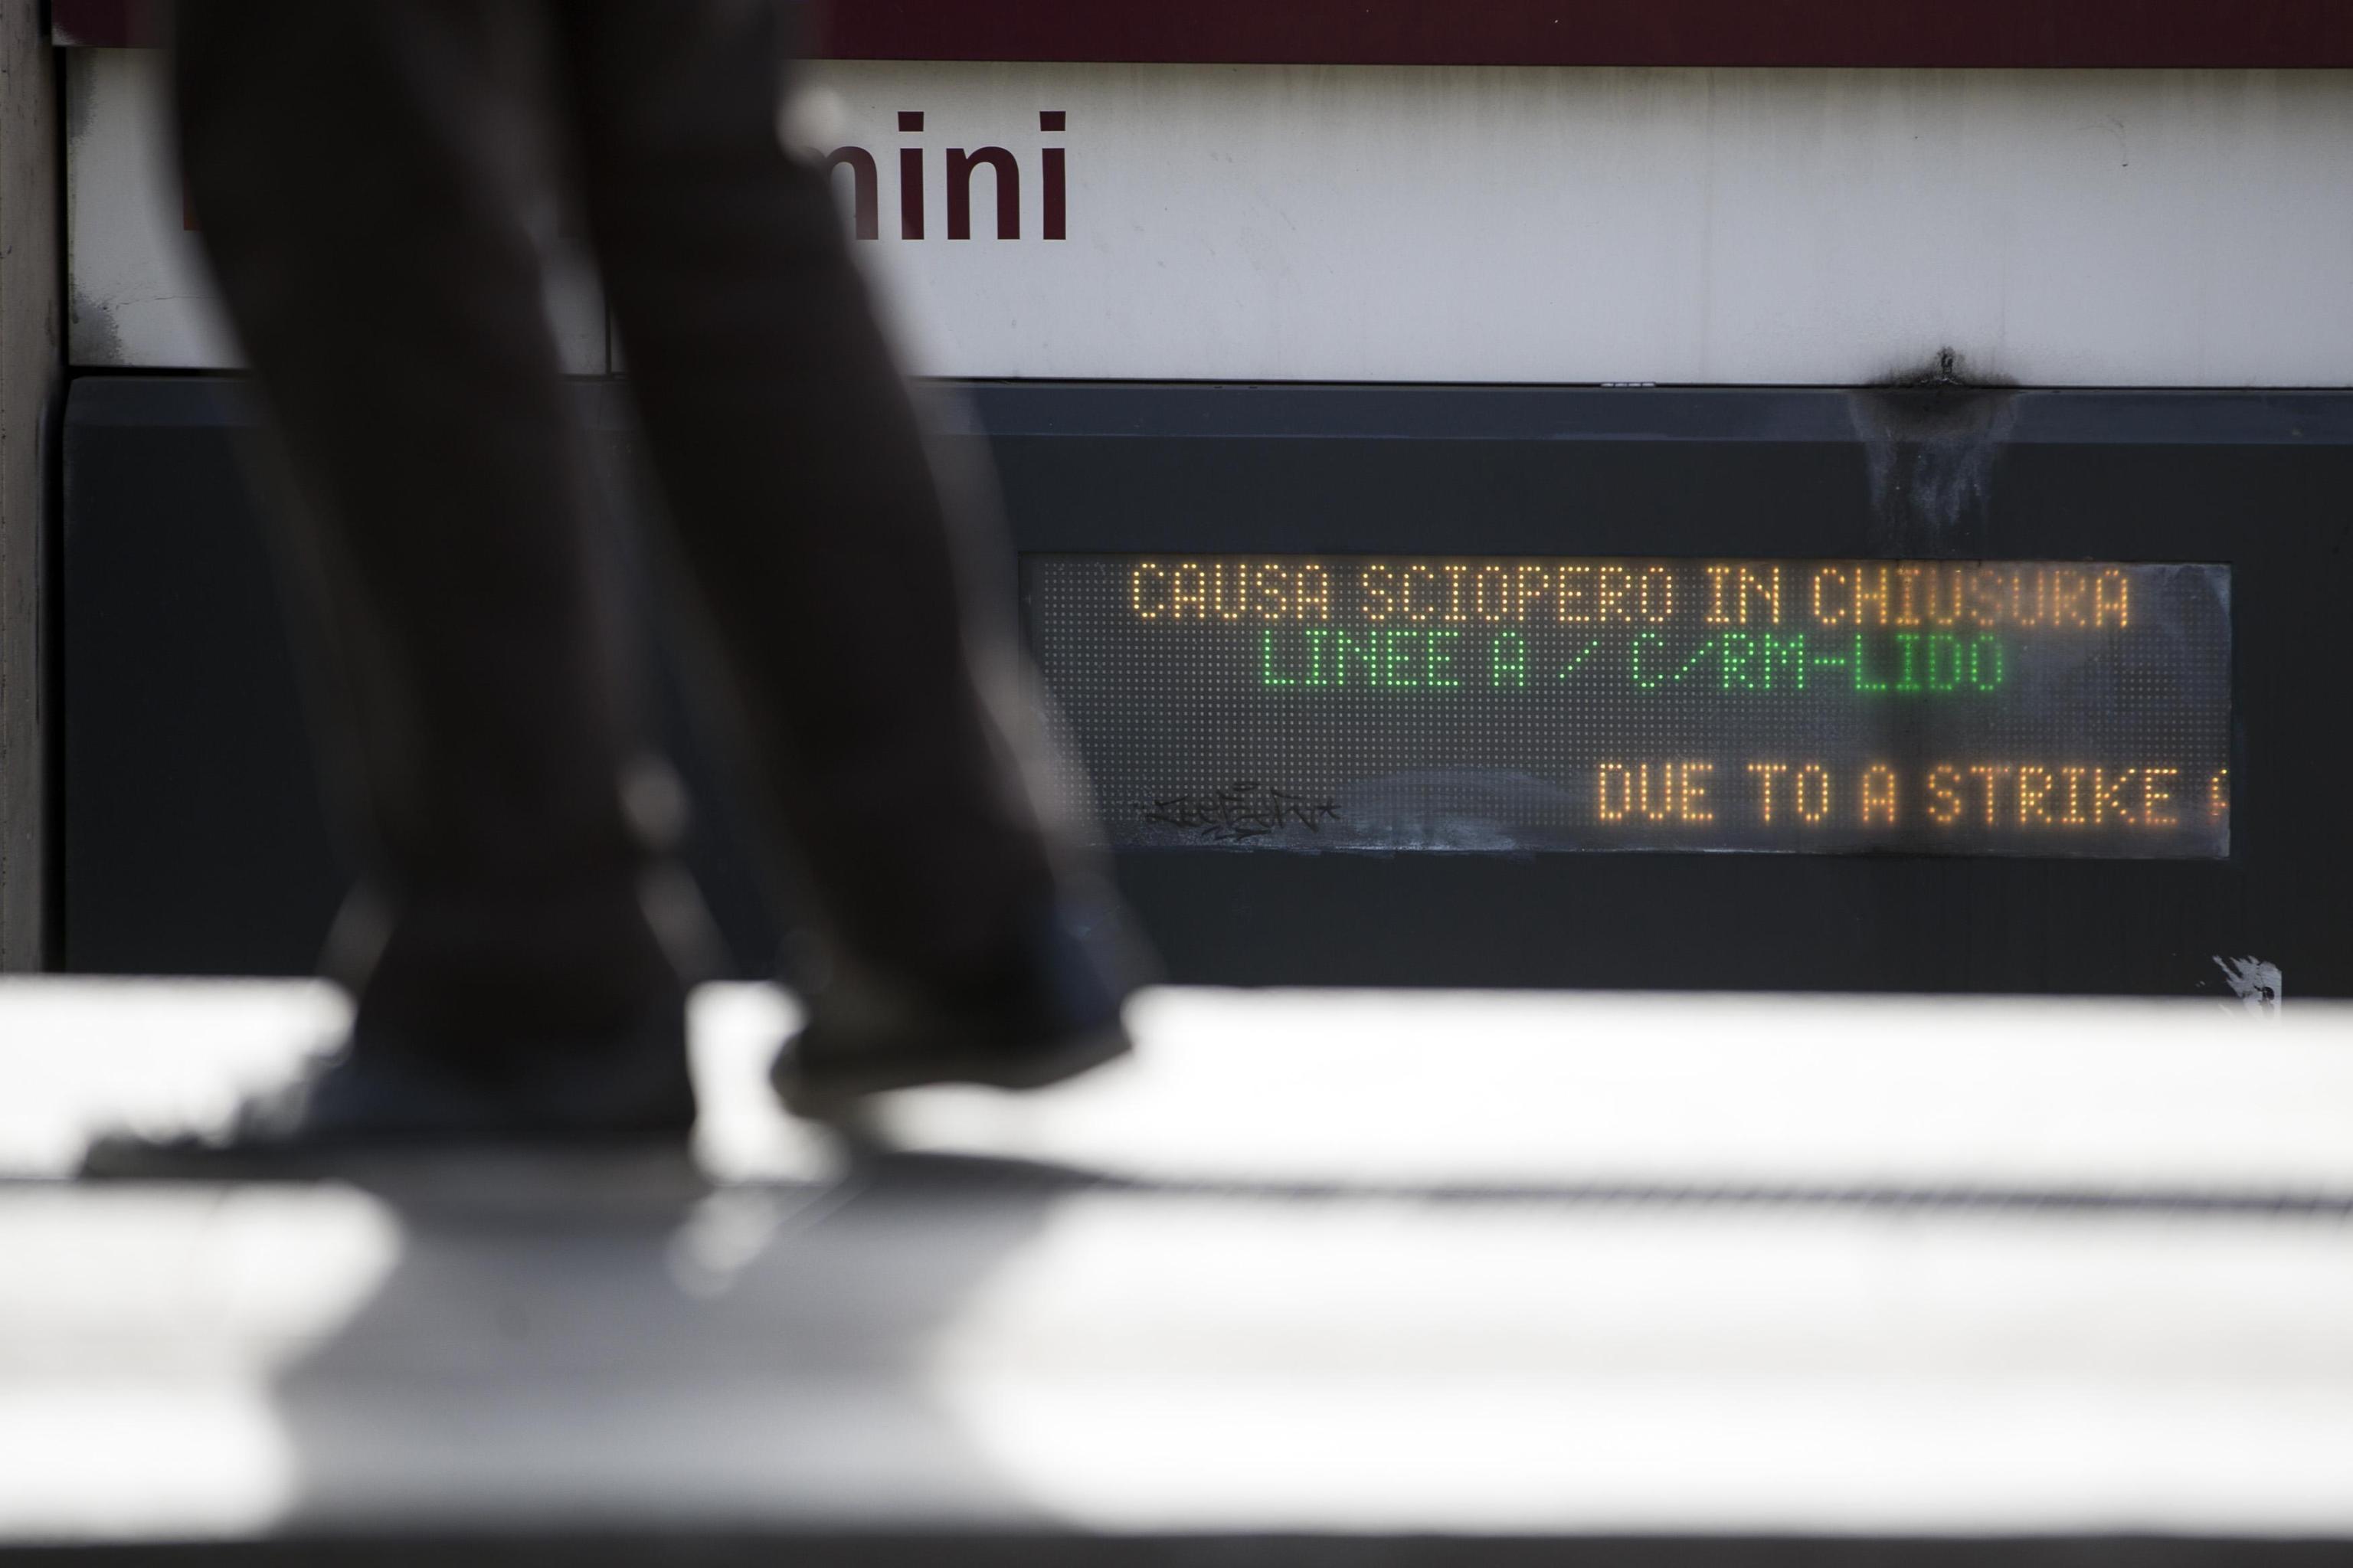 mini
CAUSA SCIOPERO IN CHIUSURA
LINEE A / C/RM-LIDO
DUE TO A STRIKE